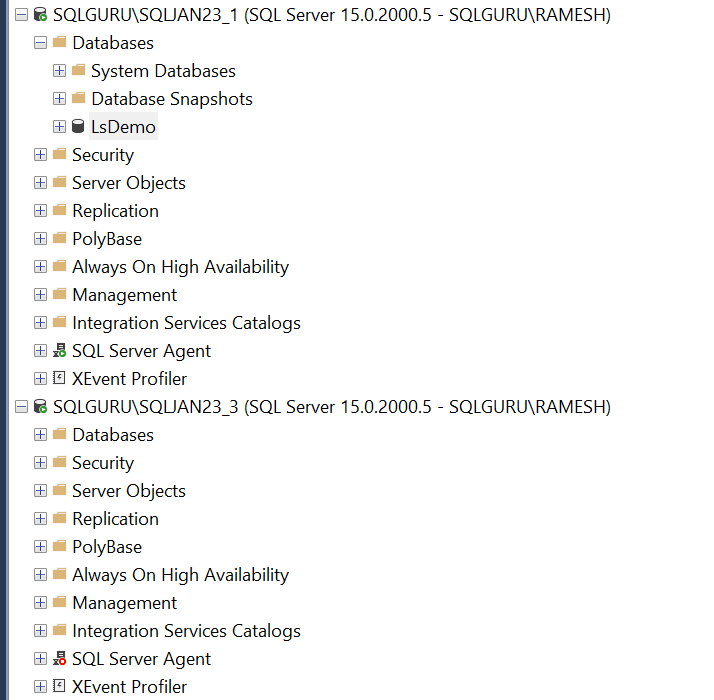 SQLGURU\SQLJAN23_1 (SQL Server 15.0.2000.5 - SQLGURU\RAMESH)
Databases
System Databases
Database Snapshots
LsDemo
Security
Server Objects
Replication
PolyBase
Always On High Availability
Management
Integration Services Catalogs
SQL Server Agent
XEvent Profiler
SQLGURU\SQLJAN23_3 (SQL Server 15.0.2000.5 - SQLGURU\RAMESH)
Databases
Security
Server Objects
Replication
PolyBase
Always On High Availability
Management
Integration Services Catalogs
SQL Server Agent
XEvent Profiler